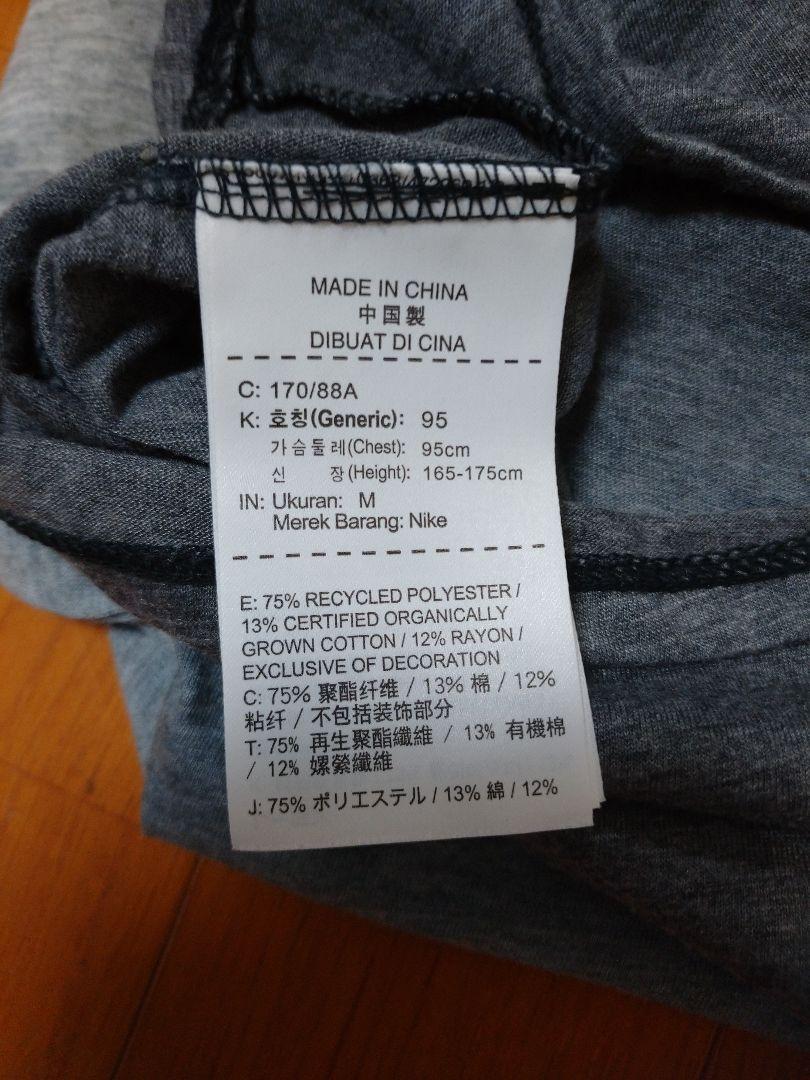 MADE IN CHINA
中国製
DIBUAT DI CINA
C: 170/88A
K: 호칭(Generic): 95
가슴둘레(Chest): 95cm
신 장(Height): 165-175cm
IN: Ukuran: M
Merek Barang: Nike
E: 75% RECYCLED POLYESTER /
13% CERTIFIED ORGANICALLY
GROWN COTTON / 12% RAYON /
EXCLUSIVE OF DECORATION
C: 75% 聚酯纤维 / 13% 棉 / 12%
粘纤 / 不包括装饰部分
T: 75% 再生聚酯纖維 / 13% 有機棉
/ 12% 嫘縈纖維
J: 75% ポリエステル / 13% 綿 / 12%